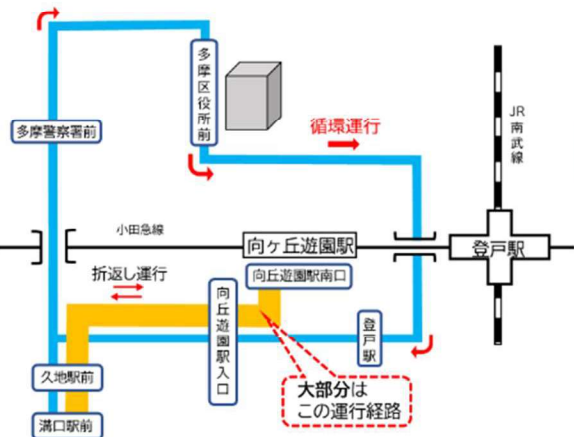 多摩区役所前
多摩警察署前
循環運行
JR南武線
小田急線
向ヶ丘遊園駅
登戸駅
折返し運行
向丘遊園駅南口
向丘遊園駅入口
登戸駅
久地駅前
溝口駅前
大部分は
この運行経路